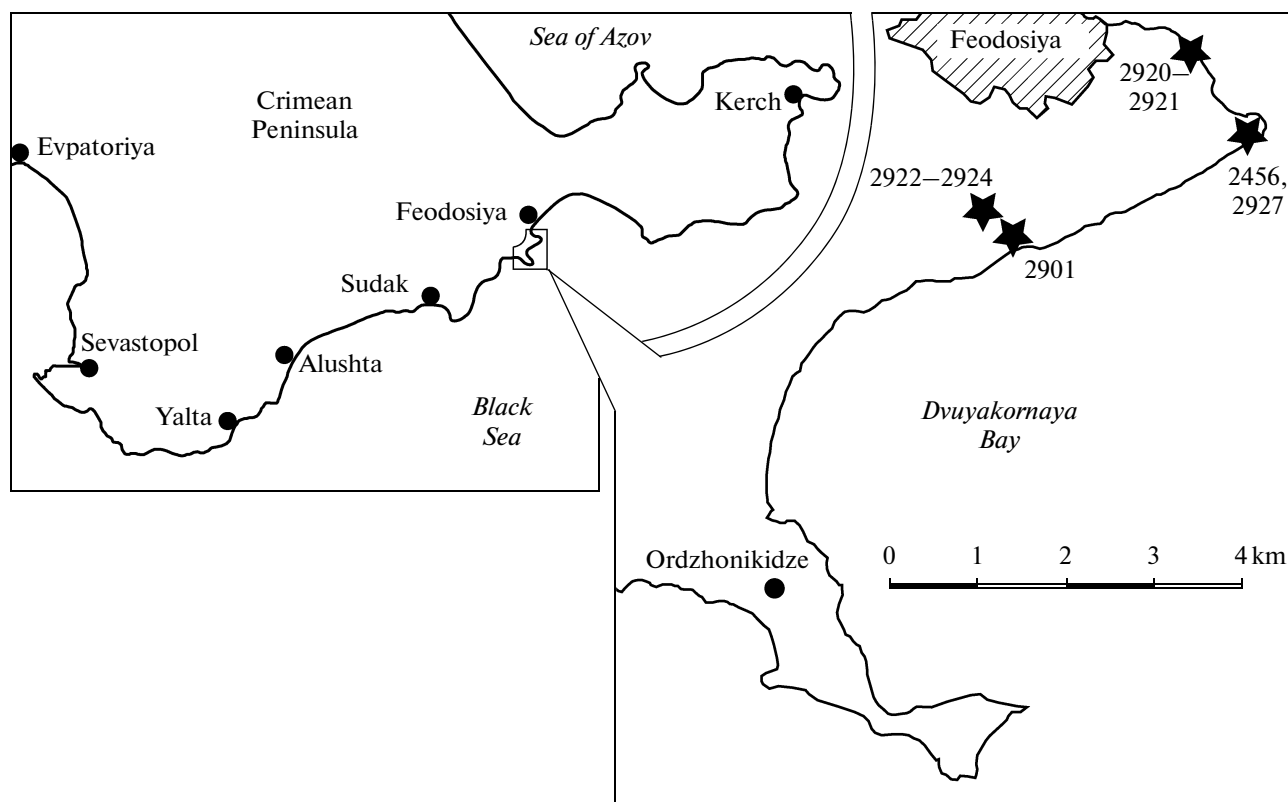 Sea of Azov
Crimean
Peninsula
Kerch
Evpatoriya
Feodosiya
Sudak
Sevastopol
Alushta
Yalta
Black
Sea
Feodosiya
2920–
2921
2922–2924
2456,
2927
2901
Dvuyakornaya
Bay
Ordzhonikidze
0 1 2 3 4 km